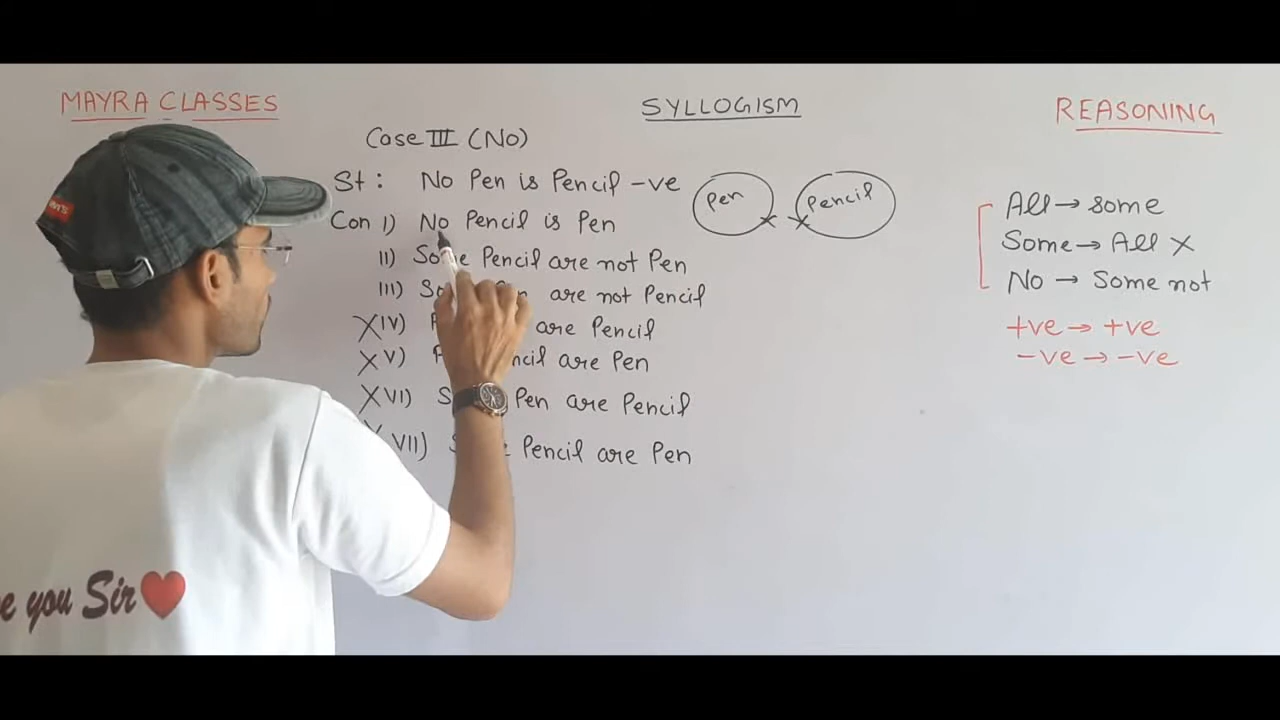 MAYRA CLASSES
SYLLOGISM
REASONING
Case III (No)
St : No Pen is Pencil -ve
Pen
Pencil
Con I) No Pencil is Pen
II) Some Pencil are not Pen
III) are not Pencil
X IV) are Pencil
X V) are Pen
X VI) Pen are Pencil
VII) Pencil are Pen
All → some
Some → All X
No → Some not
+ve → +ve
-ve → -ve
you Sir